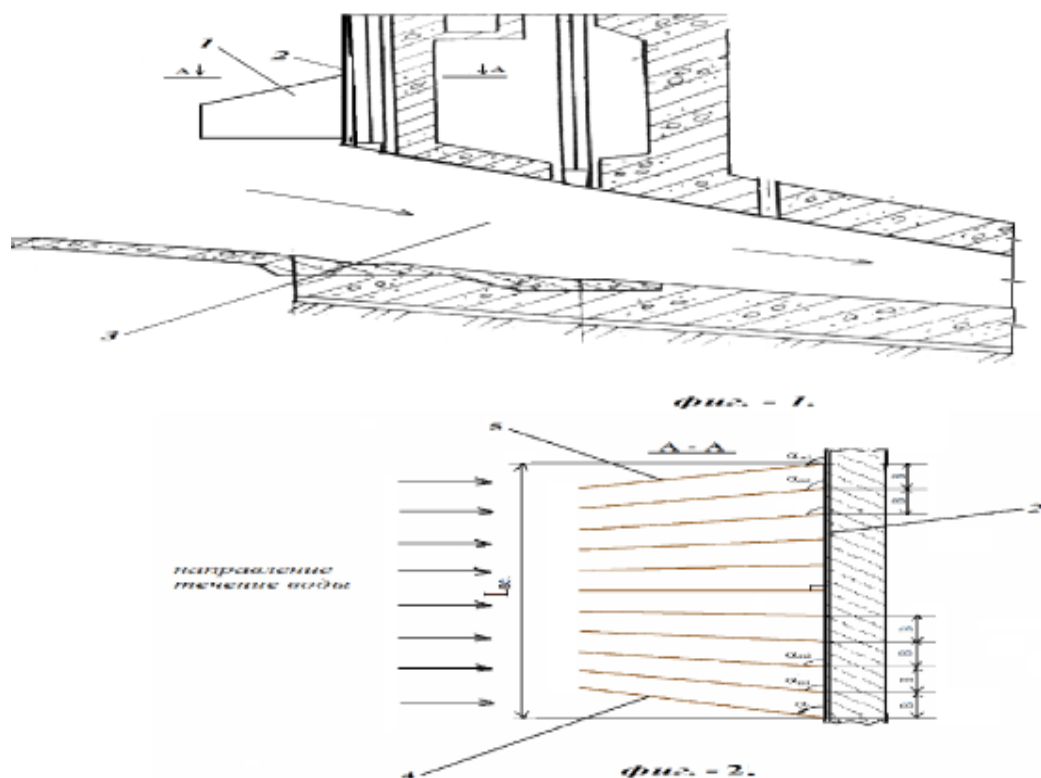 1
2
А
А
3
фиг. - 1.
5
А - А
2
направление
течение воды
4
фиг. - 2.